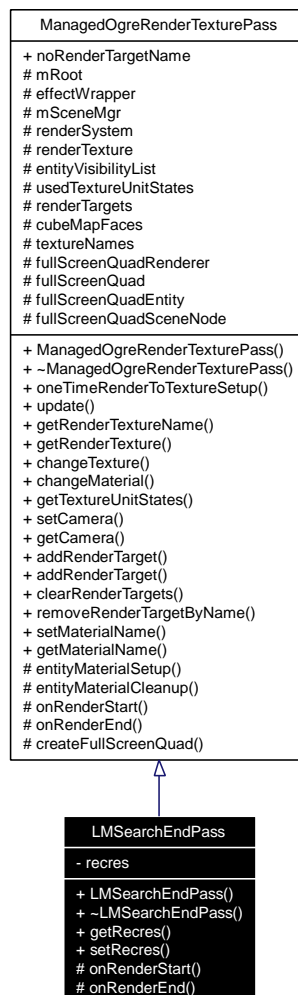 ManagedOgreRenderTexturePass
+ noRenderTargetName
# mRoot
# effectWrapper
# mSceneMgr
# renderSystem
# renderTexture
# entityVisibilityList
# usedTextureUnitStates
# renderTargets
# cubeMapFaces
# textureNames
# fullScreenQuadRenderer
# fullScreenQuad
# fullScreenQuadEntity
# fullScreenQuadSceneNode
+ ManagedOgreRenderTexturePass()
+ ~ManagedOgreRenderTexturePass()
+ oneTimeRenderToTextureSetup()
+ update()
+ getRenderTextureName()
+ getRenderTexture()
+ changeTexture()
+ changeMaterial()
+ getTextureUnitStates()
+ setCamera()
+ getCamera()
+ addRenderTarget()
+ addRenderTarget()
+ clearRenderTargets()
+ removeRenderTargetByName()
+ setMaterialName()
+ getMaterialName()
# entityMaterialSetup()
# entityMaterialCleanup()
# onRenderStart()
# onRenderEnd()
# createFullScreenQuad()
LMSearchEndPass
- recres
+ LMSearchEndPass()
+ ~LMSearchEndPass()
+ getRecres()
+ setRecres()
# onRenderStart()
# onRenderEnd()